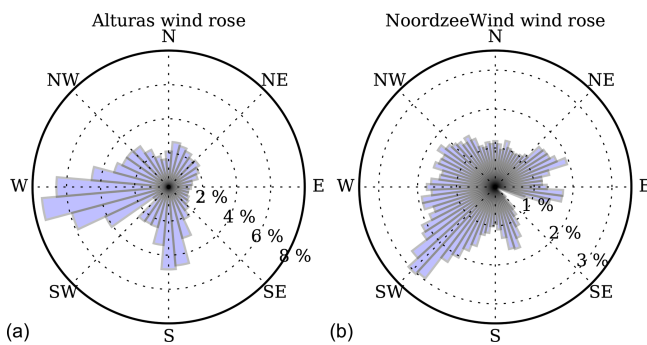 Alturas wind rose
N
NW
NE
W
E
2 %
4 %
6 %
8 %
SW
SE
S
(a)
NoordzeeWind wind rose
N
NW
NE
W
E
1 %
2 %
3 %
SW
SE
S
(b)